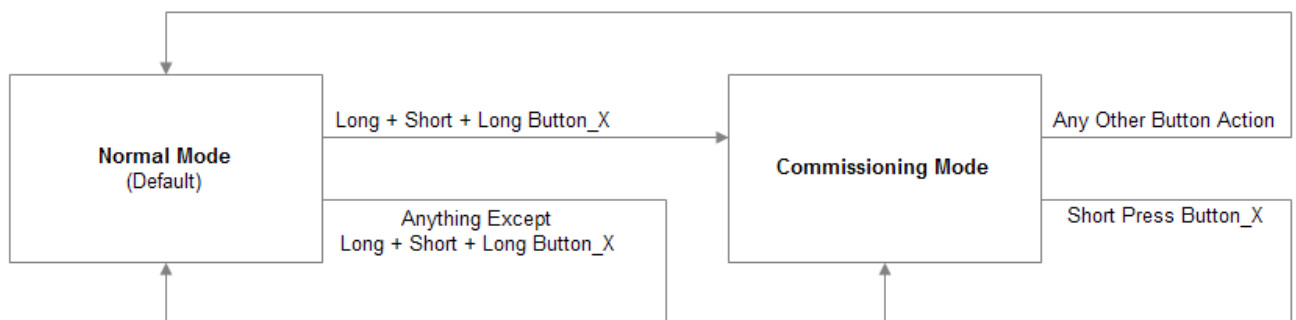 Normal Mode
(Default)
Long + Short + Long Button_X
Anything Except
Long + Short + Long Button_X
Commissioning Mode
Any Other Button Action
Short Press Button_X